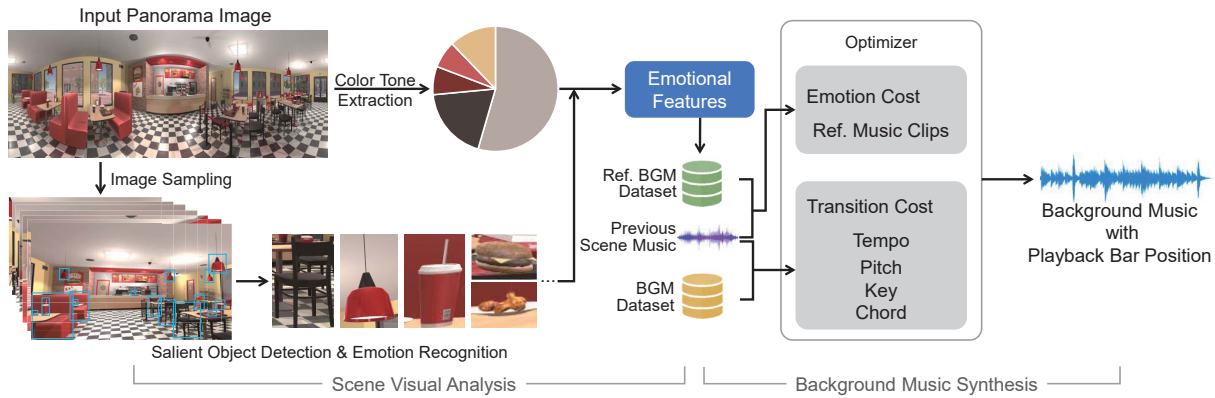 Input Panorama Image
Color Tone
Extraction
Image Sampling
Salient Object Detection & Emotion Recognition
Scene Visual Analysis
Emotional
Features
Ref. BGM
Dataset
Previous
Scene Music
BGM
Dataset
Optimizer
Emotion Cost
Ref. Music Clips
Transition Cost
Tempo
Pitch
Key
Chord
Background Music
with
Playback Bar Position
Background Music Synthesis